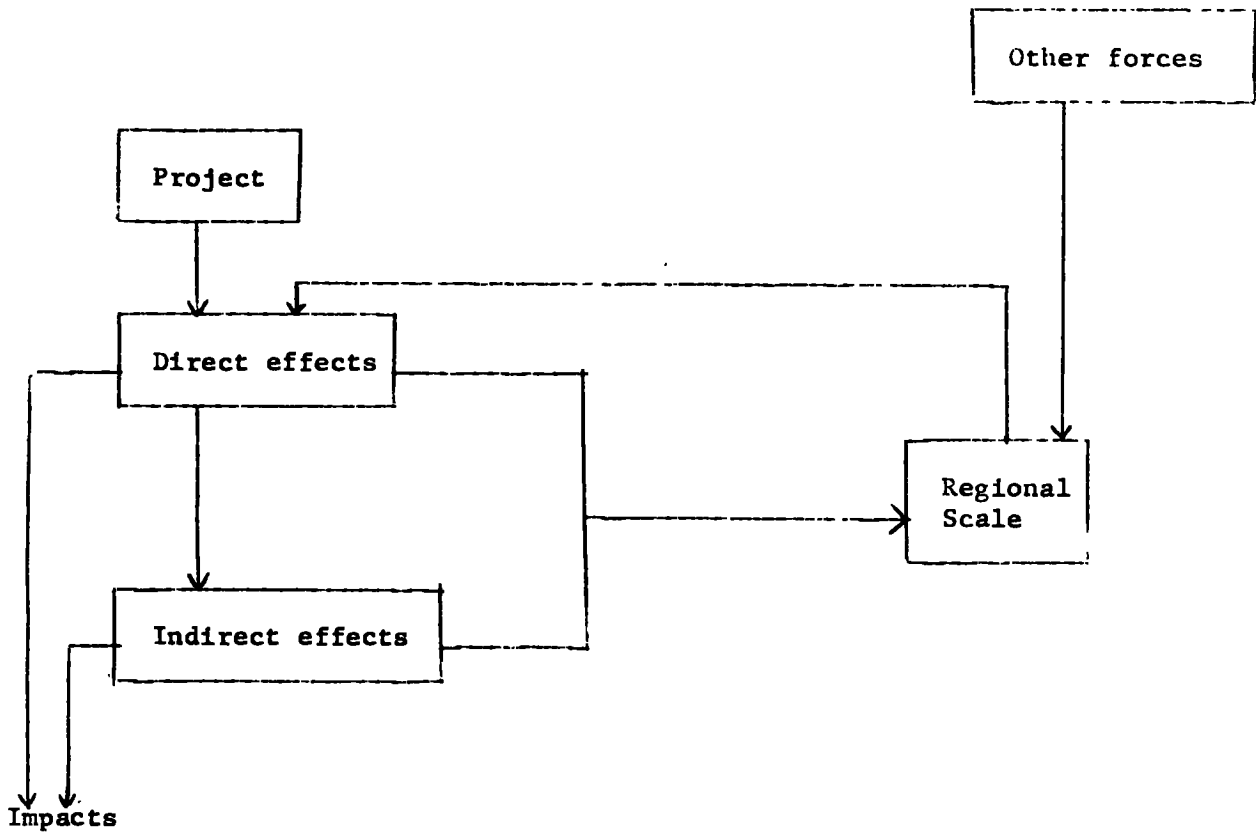 Other forces
Project
Direct effects
Regional
Scale
Indirect effects
Impacts